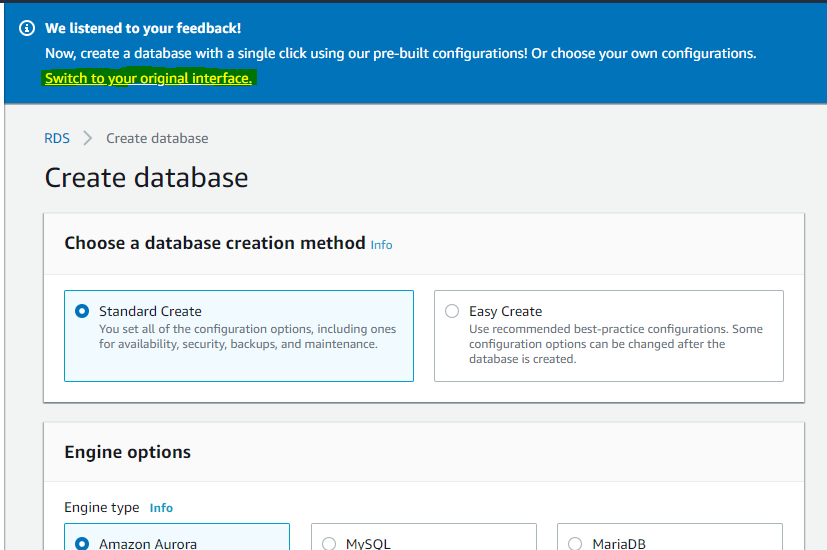 We listened to your feedback!
Now, create a database with a single click using our pre-built configurations! Or choose your own configurations.
Switch to your original interface.
RDS > Create database
Create database
Choose a database creation method Info
Standard Create
You set all of the configuration options, including ones
for availability, security, backups, and maintenance.
Easy Create
Use recommended best-practice configurations. Some
configuration options can be changed after the
database is created.
Engine options
Engine type Info
Amazon Aurora
MySQL
MariaDB